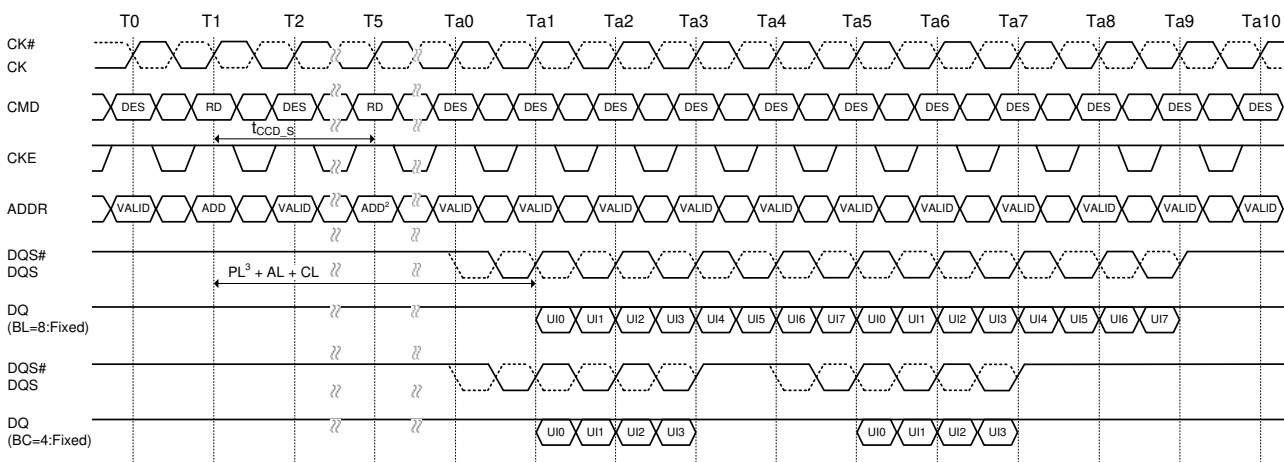 T0 T1 T2 T5 Ta0 Ta1 Ta2 Ta3 Ta4 Ta5 Ta6 Ta7 Ta8 Ta9 Ta10
CK#
CK
CMD DES RD DES RD DES DES DES DES DES DES DES DES DES DES DES
tCCD_S
CKE
ADDR VALID ADD VALID ADD² VALID VALID VALID VALID VALID VALID VALID VALID VALID VALID VALID
DQS#
DQS
PL³ + AL + CL
DQ
(BL=8:Fixed)
UI0 UI1 UI2 UI3 UI4 UI5 UI6 UI7 UI0 UI1 UI2 UI3 UI4 UI5 UI6 UI7
DQS#
DQS
DQ
(BC=4:Fixed)
UI0 UI1 UI2 UI3 UI0 UI1 UI2 UI3